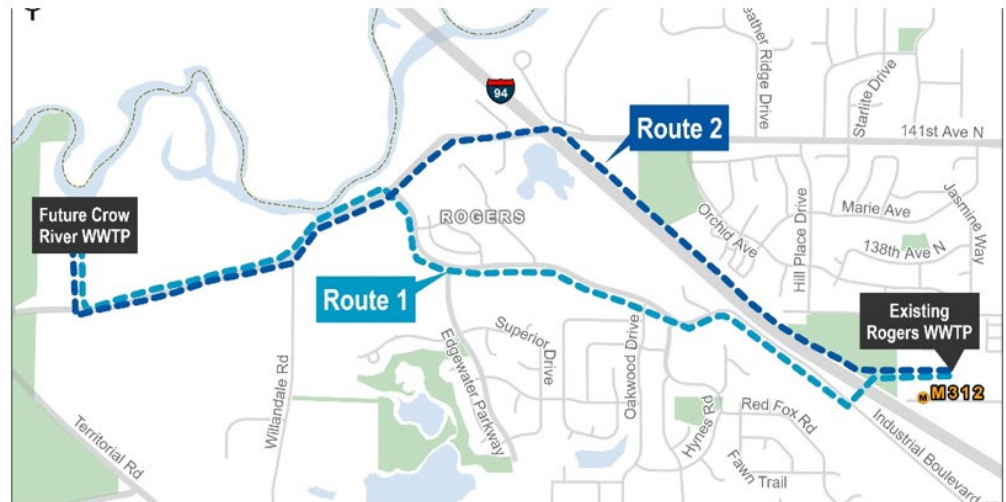 Ridge Drive
Starlite Drive
94
Route 2
141st Ave N
Future Crow
River WWTP
ROGERS
Orchid Ave
Hill Place Drive
Marie Ave
Jasmine Way
138th Ave N
Route 1
Existing
Rogers WWTP
Superior
Drive
Edgewater Parkway
Oakwood Drive
Willandale Rd
M M312
Hynes Rd
Red Fox Rd
Industrial Boulevard
Territorial Rd
Fawn
Trail